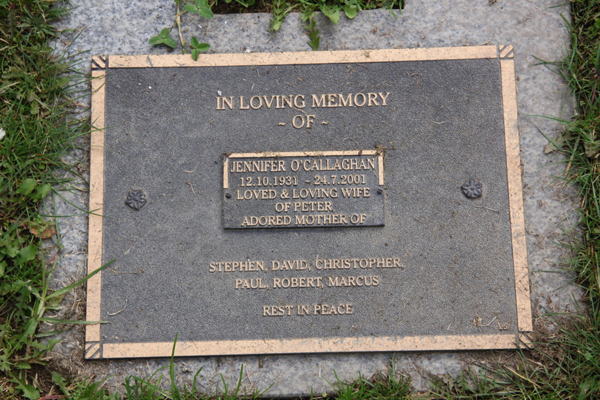 IN LOVING MEMORY
~ OF ~
JENNIFER O'CALLAGHAN
12.10.1931 ~ 24.7.2001
LOVED & LOVING WIFE
OF PETER
ADORED MOTHER OF
STEPHEN, DAVID, CHRISTOPHER,
PAUL, ROBERT, MARCUS
REST IN PEACE